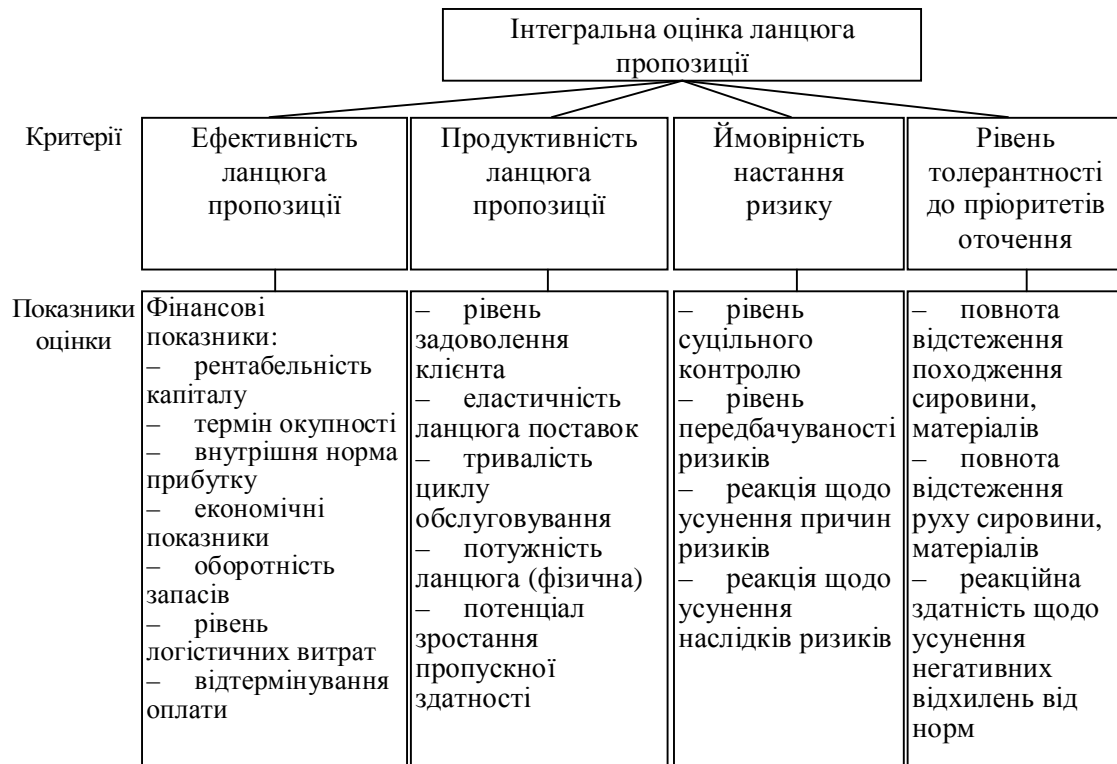 Інтегральна оцінка ланцюга
пропозиції
Критерії
Ефективність
ланцюга
пропозиції
Продуктивність
ланцюга
пропозиції
Ймовірність
настання
ризику
Рівень
толерантності
до пріоритетів
оточення
Показники
оцінки
Фінансові
показники:
– рентабельність
капіталу
– термін окупності
– внутрішня норма
прибутку
– економічні
показники
– оборотність
запасів
– рівень
логістичних витрат
– відтермінування
оплати
– рівень
задоволення
клієнта
– еластичність
ланцюга поставок
– тривалість
циклу
обслуговування
– потужність
ланцюга (фізична)
– потенціал
зростання
пропускної
здатності
– рівень
суцільного
контролю
– рівень
передбачуваності
ризиків
– реакція щодо
усунення причин
ризиків
– реакція щодо
усунення
наслідків ризиків
– повнота
відстеження
походження
сировини,
матеріалів
– повнота
відстеження
руху сировини,
матеріалів
– реакційна
здатність щодо
усунення
негативних
відхилень від
норм